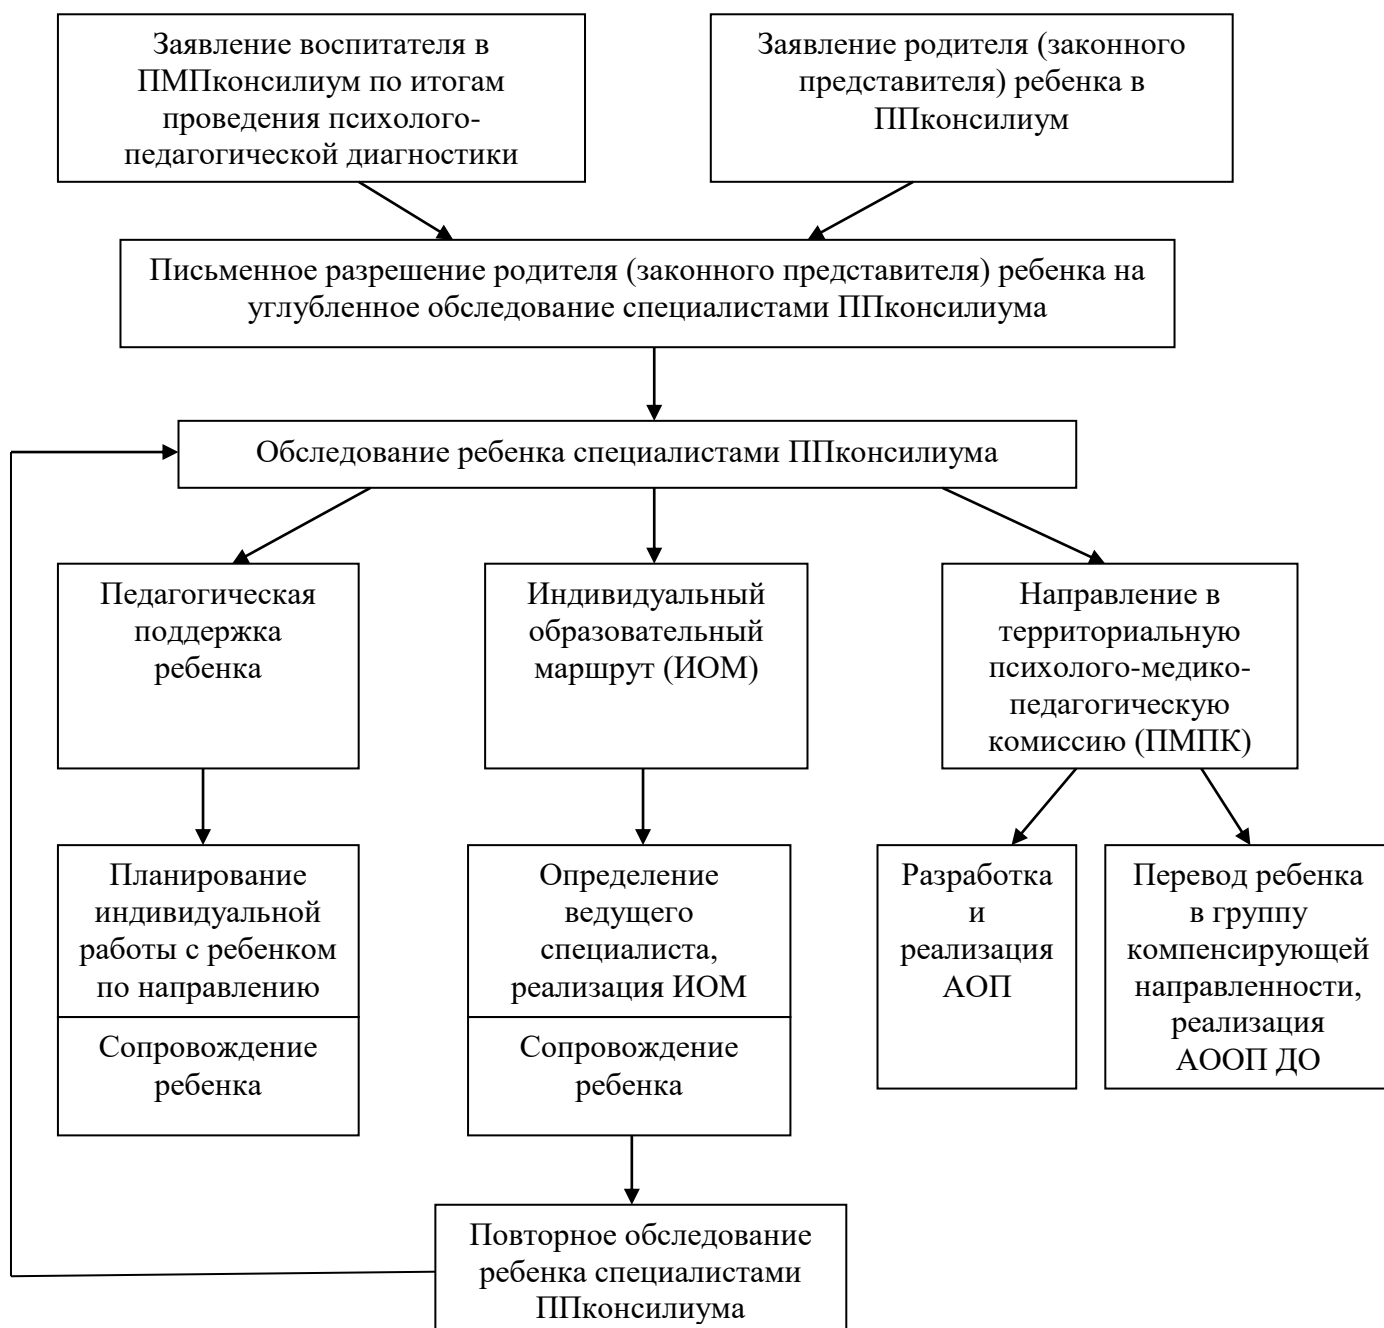 Заявление воспитателя в
ПМПконсилиум по итогам
проведения психолого-
педагогической диагностики
Заявление родителя (законного
представителя) ребенка в
ППконсилиум
Письменное разрешение родителя (законного представителя) ребенка на
углубленное обследование специалистами ППконсилиума
Обследование ребенка специалистами ППконсилиума
Педагогическая
поддержка
ребенка
Индивидуальный
образовательный
маршрут (ИОМ)
Направление в
территориальную
психолого-медико-
педагогическую
комиссию (ПМПК)
Планирование
индивидуальной
работы с ребенком
по направлению
Сопровождение
ребенка
Определение
ведущего
специалиста,
реализация ИОМ
Сопровождение
ребенка
Разработка
и
реализация
АОП
Перевод ребенка
в группу
компенсирующей
направленности,
реализация
АООП ДО
Повторное обследование
ребенка специалистами
ППконсилиума